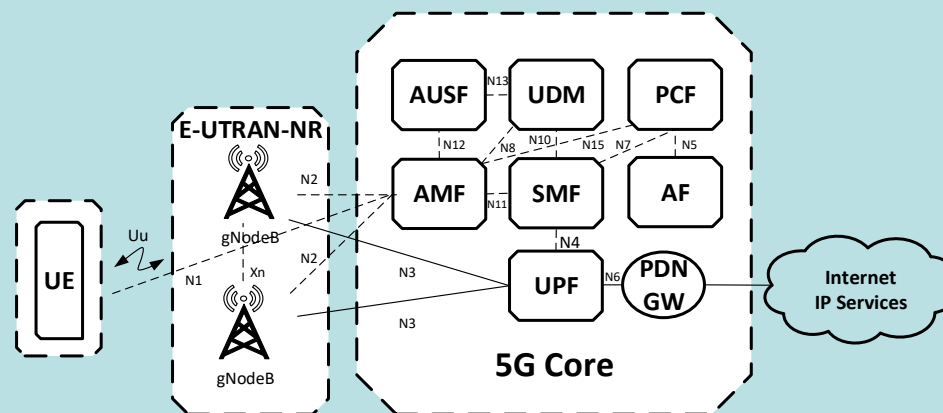 AUSF
N13
UDM
PCF
E-UTRAN-NR
N12
N8
N10
N15
N7
N5
N2
AMF
N11
SMF
AF
gNodeB
Uu
UE
N1
Xn
N2
N4
N3
UPF
N6
PDN
GW
Internet
IP Services
N3
gNodeB
5G Core